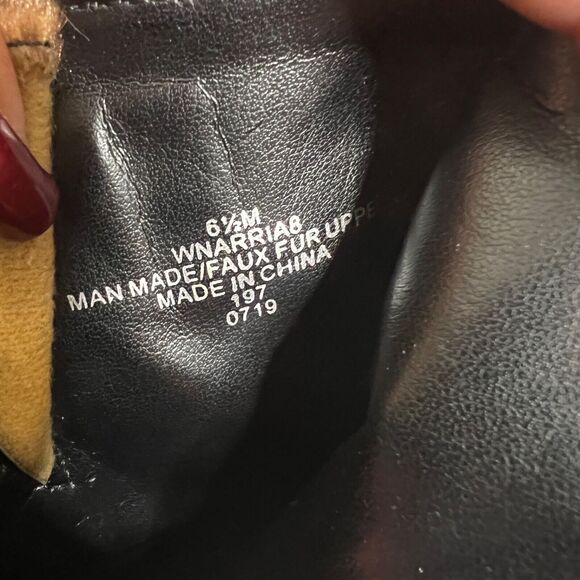 6½M
WNARRIA8
MAN MADE/FAUX FUR UPPE
MADE IN CHINA
197
0719